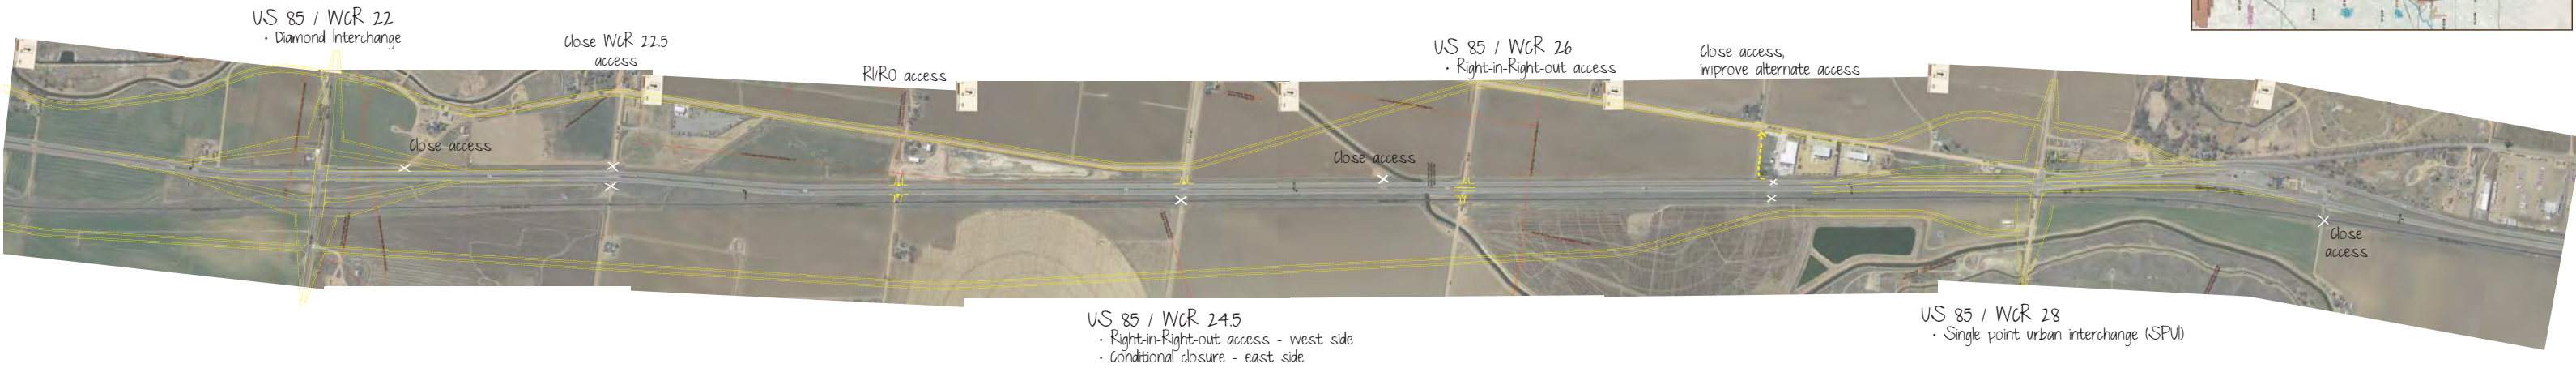 US 85 / WCR 22
• Diamond Interchange
Close WCR 22.5
access
RI/RO access
US 85 / WCR 26
• Right-in-Right-out access
Close access,
improve alternate access
Close access
Close access
Close
access
US 85 / WCR 24.5
• Right-in-Right-out access - west side
• Conditional closure - east side
US 85 / WCR 28
• Single point urban interchange (SPUI)